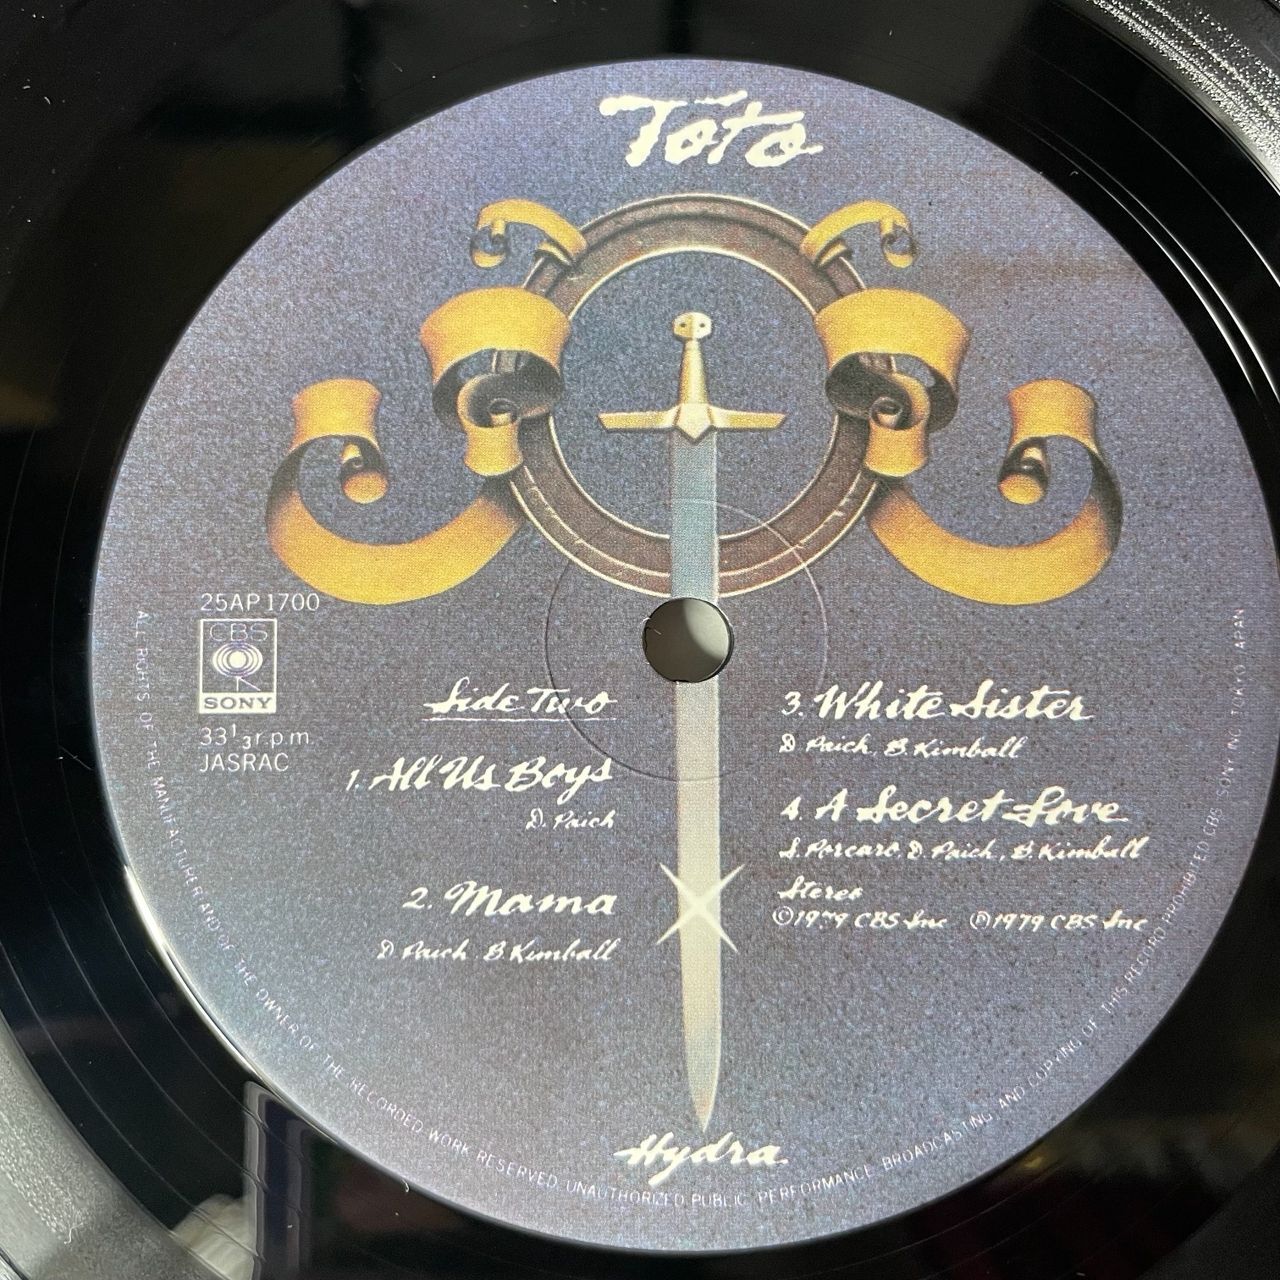 Toto
25AP 1700
CBS
SONY
33 1/3 r.p.m.
JASRAC
Side Two
1. All Us Boys
D. Paich
2. Mama
D Paich B Kimball
3. White Sister
D Paich, B. Kimball
4. A Secret Love
S. Porcaro, D. Paich, B. Kimball
Stereo
©1979 CBS Inc ℗1979 CBS Inc
Hydra
ALL RIGHTS OF THE MANUFACTURER AND OF THE OWNER OF THE RECORDED WORK RESERVED UNAUTHORIZED PUBLIC PERFORMANCE BROADCASTING AND COPYING OF THIS RECORD PROHIBITED CBS SONY INC. TOKYO JAPAN